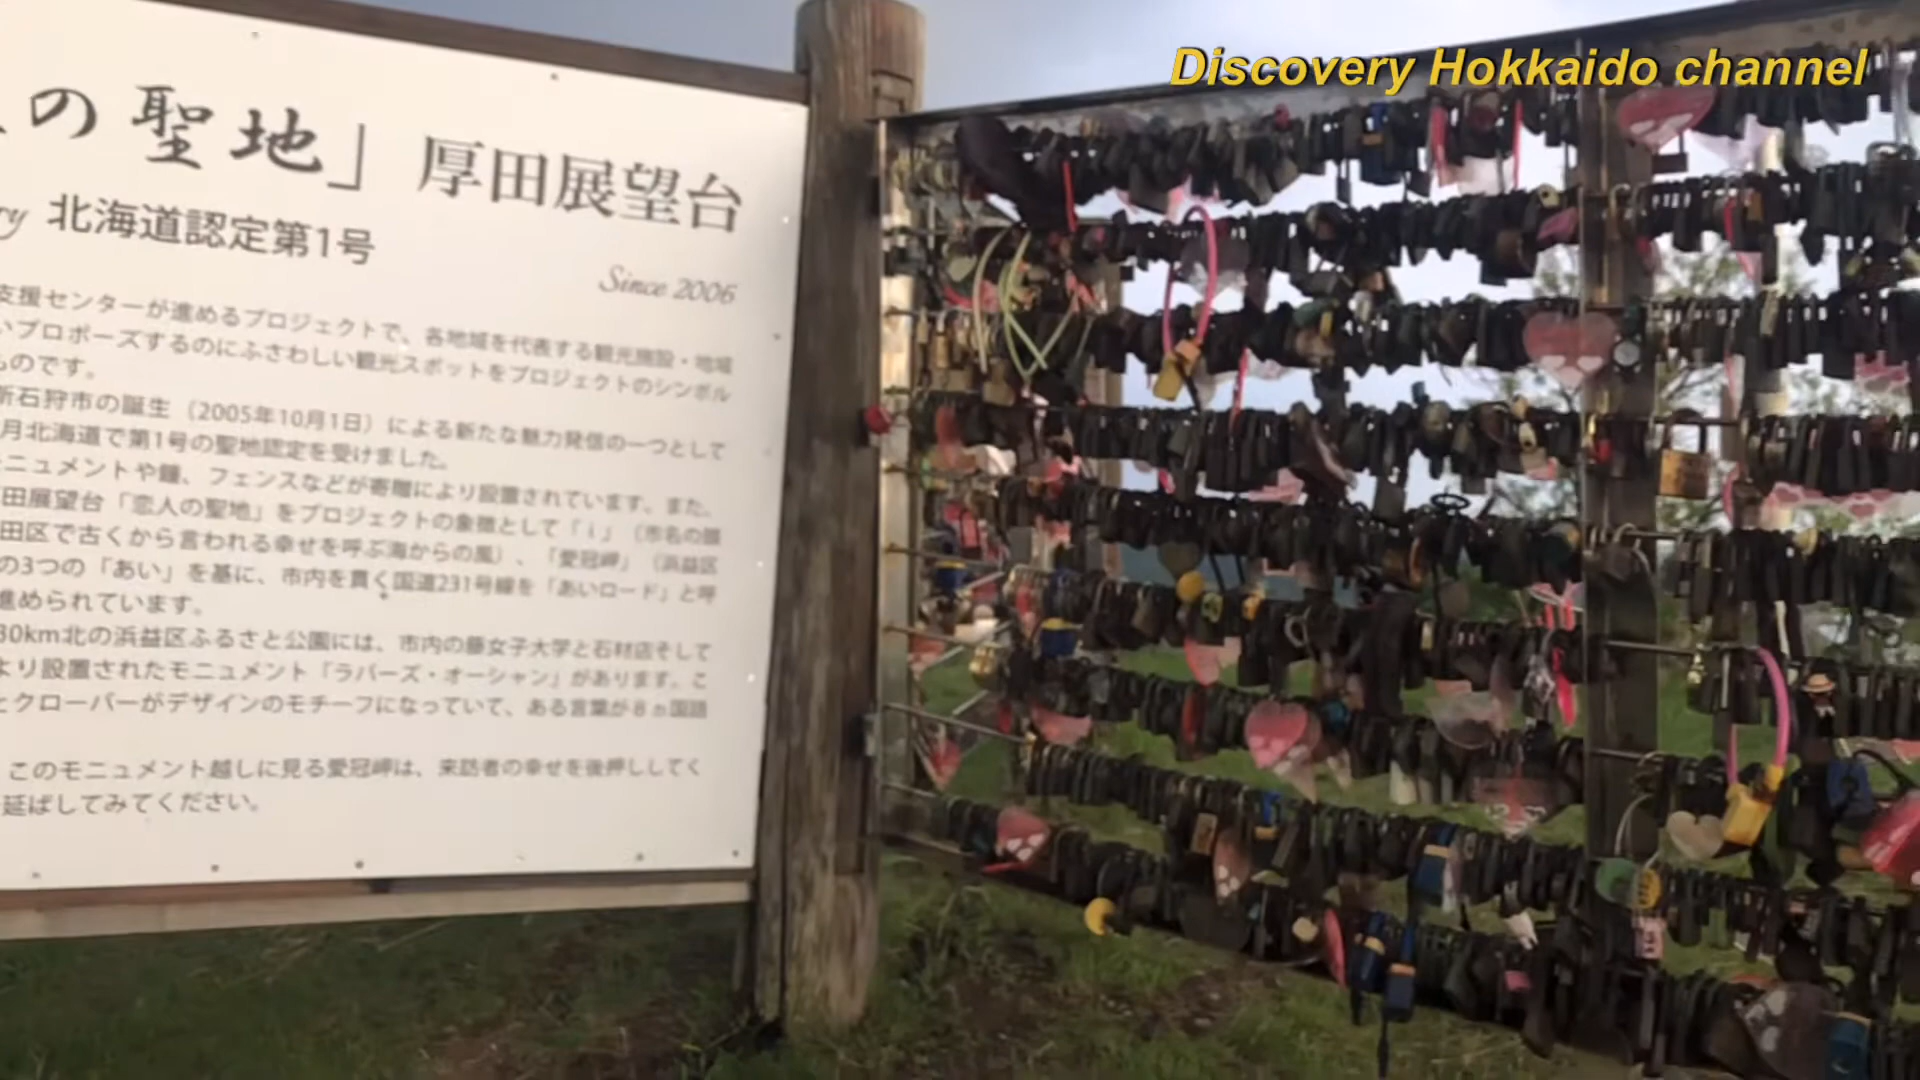 の聖地」厚田展望台
ry 北海道認定第1号
Since 2006
支援センターが進めるプロジェクトで、各地域を代表する観光施設・地域
いプロポーズするのにふさわしい観光スポットをプロジェクトのシンボル
ものです。
新石狩市の誕生（2005年10月1日）による新たな魅力発信の一つとして
月北海道で第1号の聖地認定を受けました。
モニュメントや鐘、フェンスなどが寄贈により設置されています。また、
田展望台「恋人の聖地」をプロジェクトの象徴として「i」（市名の頭
田区で古くから言われる幸せを呼ぶ海からの風）、「愛冠岬」（浜益区
の3つの「あい」を基に、市内を貫く国道231号線を「あいロード」と呼
進められています。
30km北の浜益区ふるさと公園には、市内の藤女子大学と石材店そして
より設置されたモニュメント「ラバーズ・オーシャン」があります。こ
とクローバーがデザインのモチーフになっていて、ある言葉が8ヵ国語
このモニュメント越しに見る愛冠岬は、来訪者の幸せを後押ししてく
延ばしてみてください。
Discovery Hokkaido channel